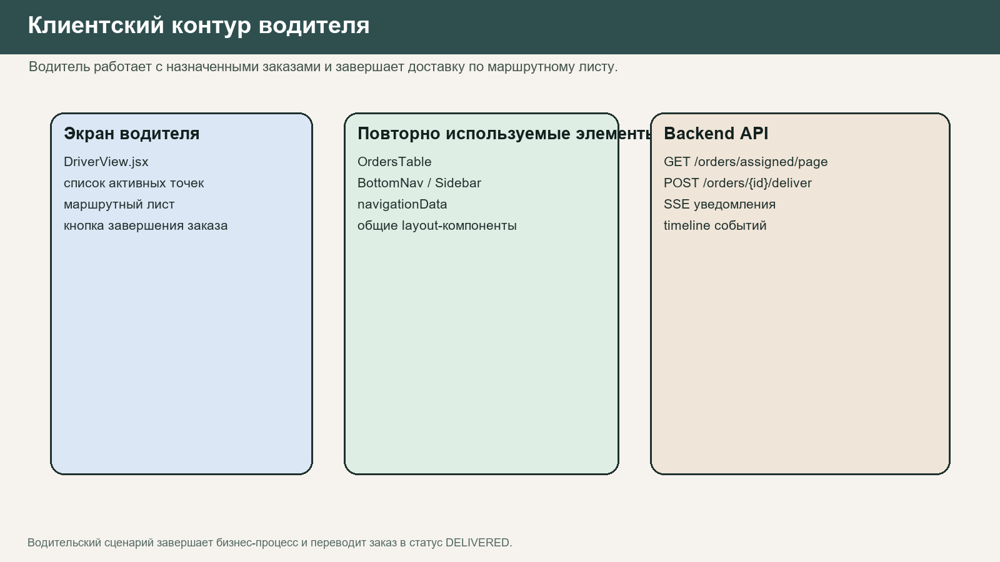 Клиентский контур водителя
Водитель работает с назначенными заказами и завершает доставку по маршрутному листу.
Экран водителя
DriverView.jsx
список активных точек
маршрутный лист
кнопка завершения заказа
Повторно используемые элементы
OrdersTable
BottomNav / Sidebar
navigationData
общие layout-компоненты
Backend API
GET /orders/assigned/page
POST /orders/{id}/deliver
SSE уведомления
timeline событий
Водительский сценарий завершает бизнес-процесс и переводит заказ в статус DELIVERED.